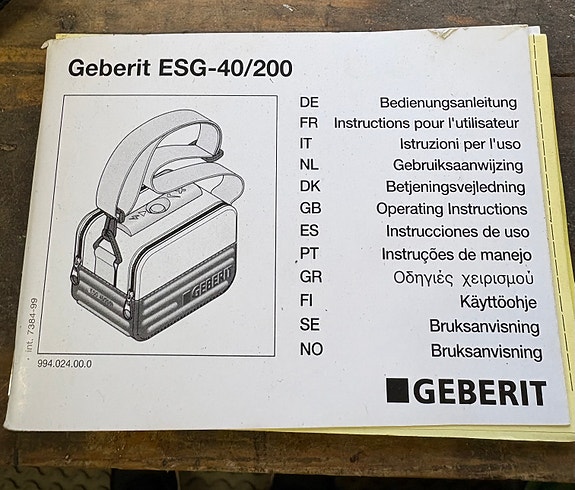 Geberit ESG-40/200
DE Bedienungsanleitung
FR Instructions pour l'utilisateur
IT Istruzioni per l'uso
NL Gebruiksaanwijzing
DK Betjeningsvejledning
GB Operating Instructions
ES Instrucciones de uso
PT Instruções de manejo
GR Οδηγιές χειρισμού
FI Käyttöohje
SE Bruksanvisning
NO Bruksanvisning
GEBERIT
int. 7384-99
994.024.00.0
GEBERIT